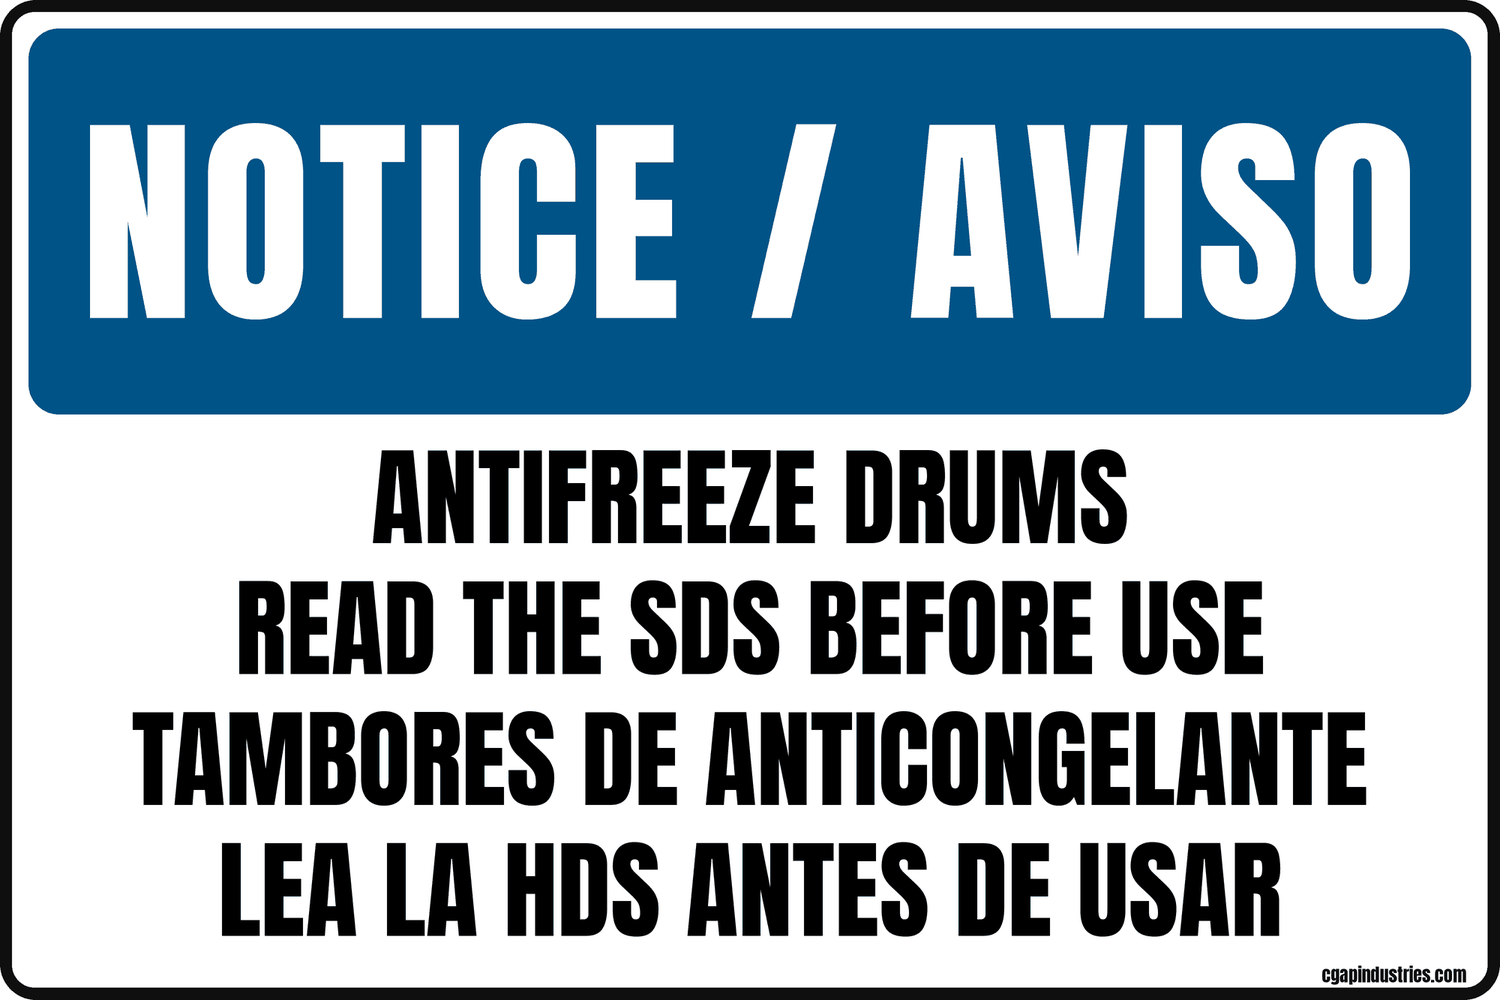 NOTICE / AVISO
ANTIFREEZE DRUMS
READ THE SDS BEFORE USE
TAMBORES DE ANTICONGELANTE
LEA LA HDS ANTES DE USAR
cgapindustries.com